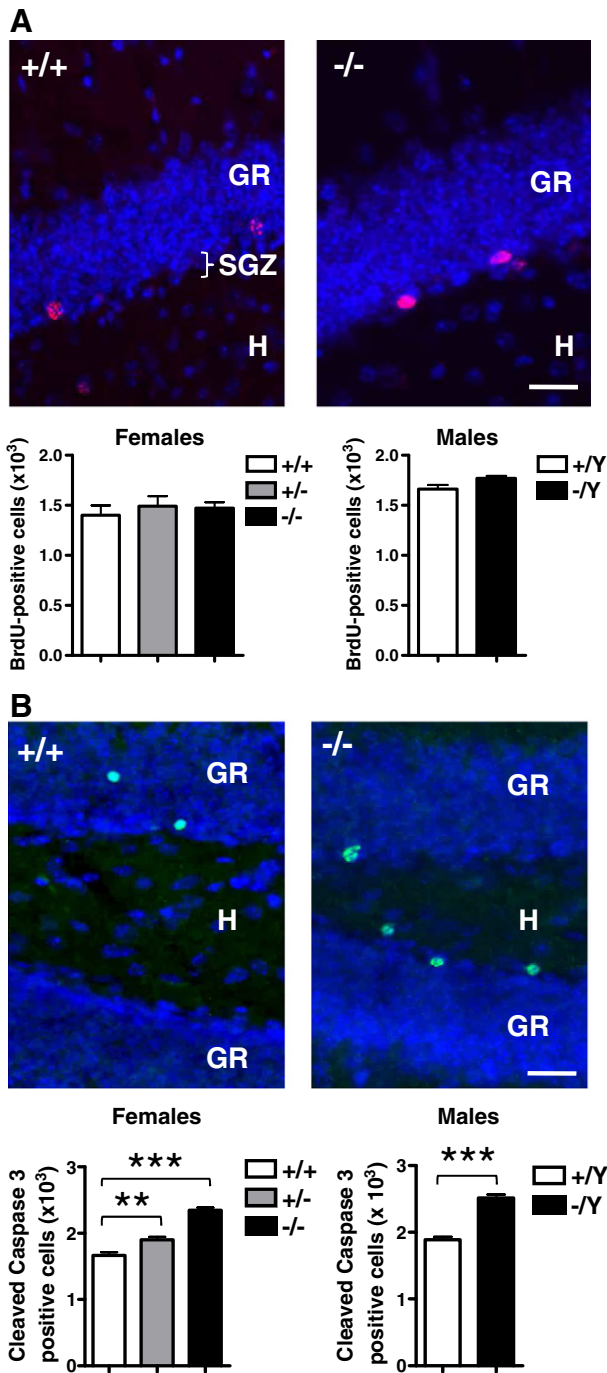 A
+/+
-/-
GR
GR
SGZ
H
H
Females
Males
BrdU-positive cells (x10³)
2.0
1.5
1.0
0.5
0.0
+/+
+/-
-/-
BrdU-positive cells (x10³)
2.0
1.5
1.0
0.5
0.0
+/Y
-/Y
B
+/+
-/-
GR
GR
H
H
GR
GR
Females
Males
Cleaved Caspase 3
positive cells (x10³)
3
2
1
0
***
**
+/+
+/-
-/-
Cleaved Caspase 3
positive cells (x 10³)
3
2
1
0
***
+/Y
-/Y